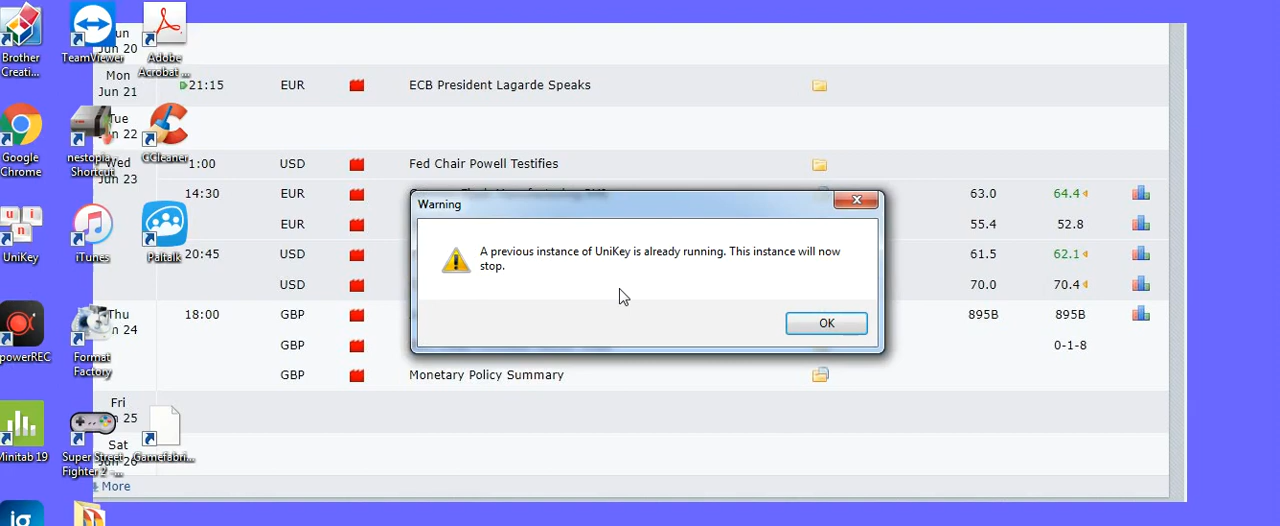 Brother
Creati...
TeamViewer
Adobe
Acrobat ...
Google
Chrome
nestopia -
Shortcut
CCleaner
UniKey
iTunes
Paltalk
powerREC
Format
Factory
Minitab 19
Super Street
Fighter 2 -...
Gamefabri...
Jun 20
Mon
Jun 21
21:15 EUR ECB President Lagarde Speaks
Tue
Jun 22
Wed
Jun 23
1:00 USD Fed Chair Powell Testifies
14:30 EUR 63.0 64.4
EUR 55.4 52.8
20:45 USD 61.5 62.1
USD 70.0 70.4
Thu
Jun 24
18:00 GBP 895B 895B
GBP 0-1-8
GBP Monetary Policy Summary
Fri
Jun 25
Sat
Jun 26
More
Warning
A previous instance of UniKey is already running. This instance will now
stop.
OK